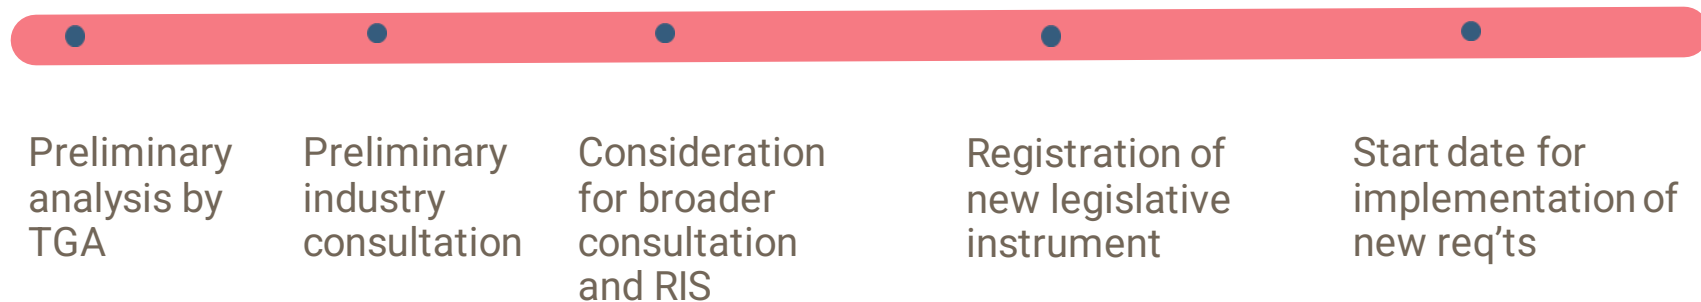 Preliminary
analysis by
TGA
Preliminary
industry
consultation
Consideration
for broader
consultation
and RIS
Registration of
new legislative
instrument
Start date for
implementation of
new req’ts